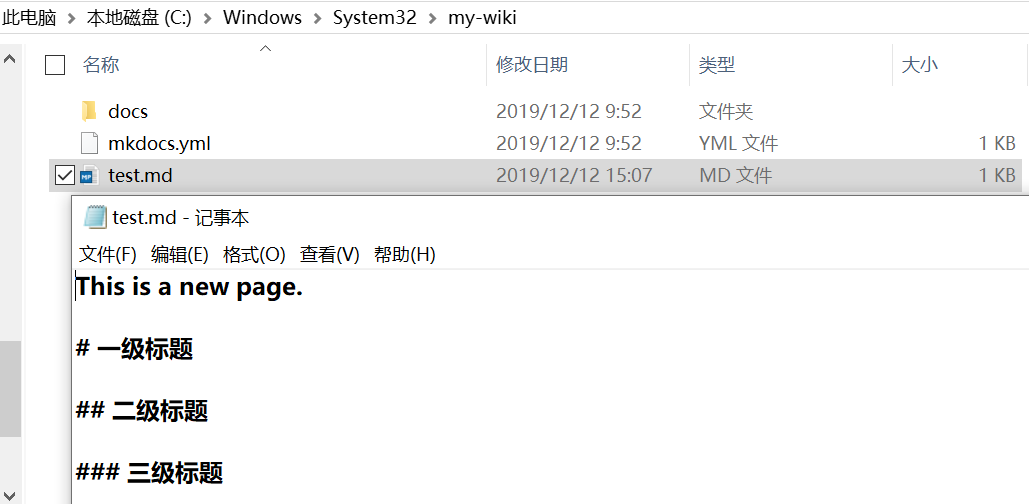 此电脑 > 本地磁盘 (C:) > Windows > System32 > my-wiki
名称 修改日期 类型 大小
docs 2019/12/12 9:52 文件夹
mkdocs.yml 2019/12/12 9:52 YML 文件 1 KB
test.md 2019/12/12 15:07 MD 文件 1 KB
test.md - 记事本
文件(F) 编辑(E) 格式(O) 查看(V) 帮助(H)
This is a new page.
# 一级标题
## 二级标题
### 三级标题